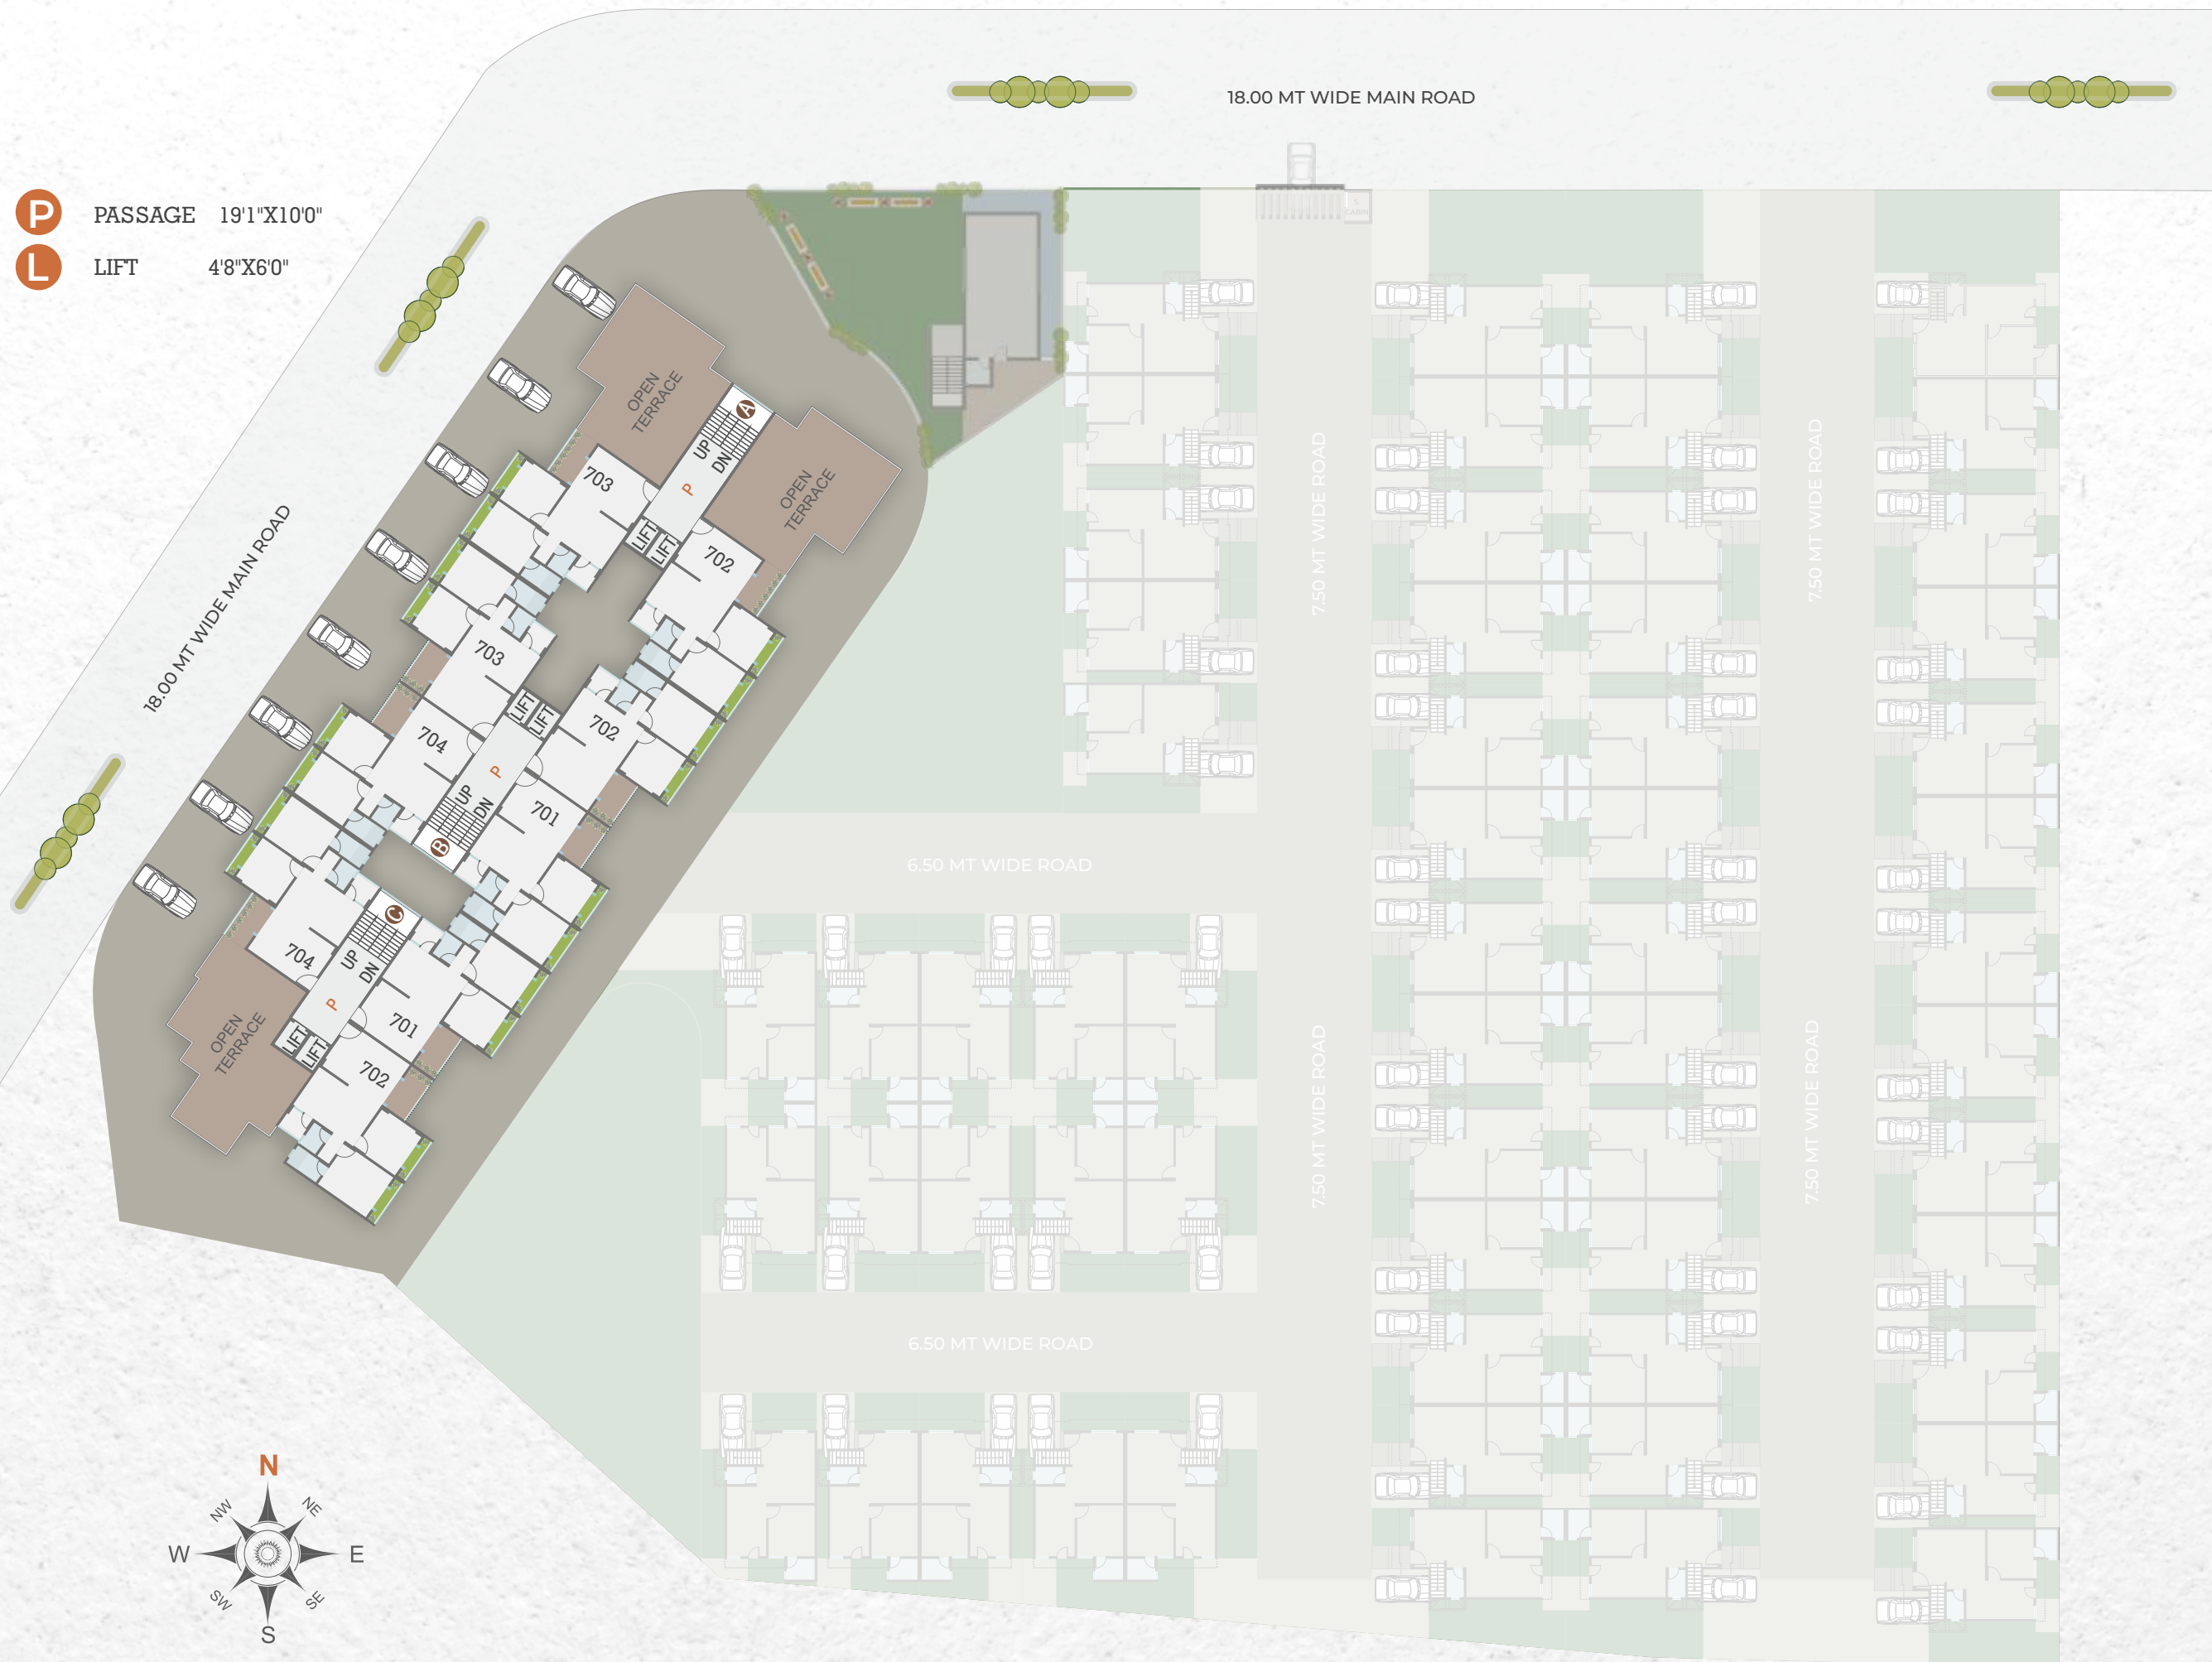 18.00 MT WIDE MAIN ROAD
P PASSAGE 19'1"X10'0"
L LIFT 4'8"X6'0"
S. CABIN
18.00 MT WIDE MAIN ROAD
OPEN
TERRACE
A
UP
DN
P
OPEN
TERRACE
703
LIFT
LIFT
702
703
LIFT
LIFT
704
702
P
UP
DN
701
B
C
704
UP
DN
P
701
LIFT
LIFT
702
OPEN
TERRACE
7.50 MT WIDE ROAD
7.50 MT WIDE ROAD
6.50 MT WIDE ROAD
7.50 MT WIDE ROAD
7.50 MT WIDE ROAD
6.50 MT WIDE ROAD
N
NW
NE
W
E
SW
SE
S